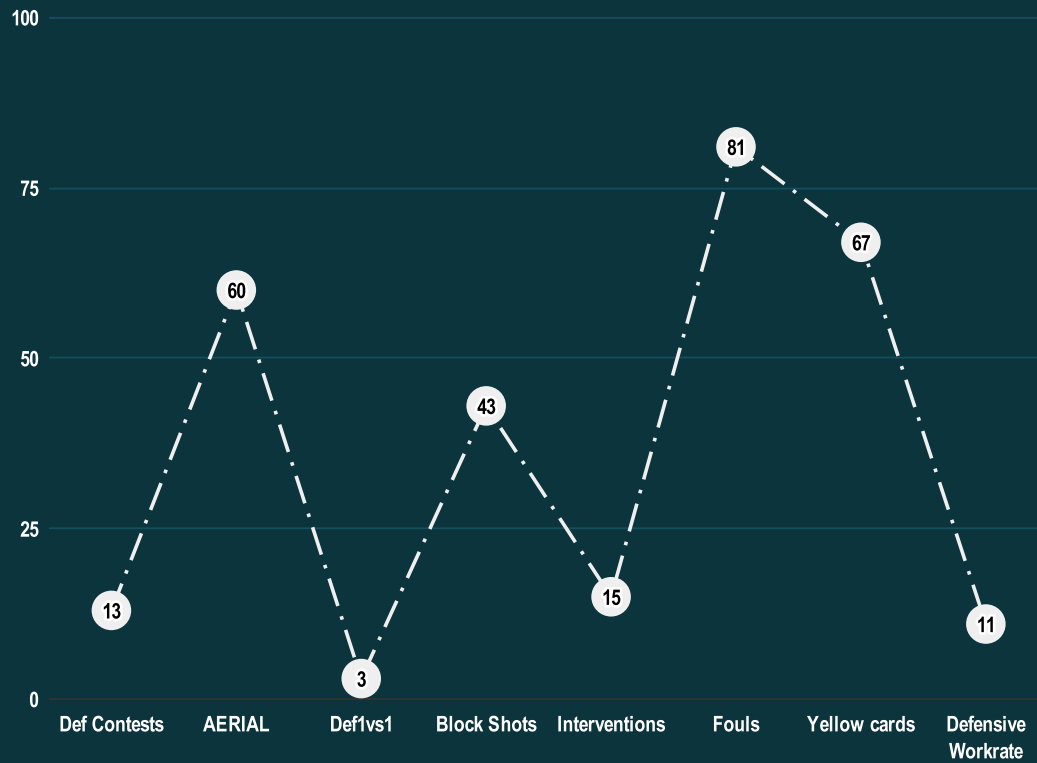 100
75
50
25
0
13
60
3
43
15
81
67
11
Def Contests
AERIAL
Def1vs1
Block Shots
Interventions
Fouls
Yellow cards
Defensive
Workrate